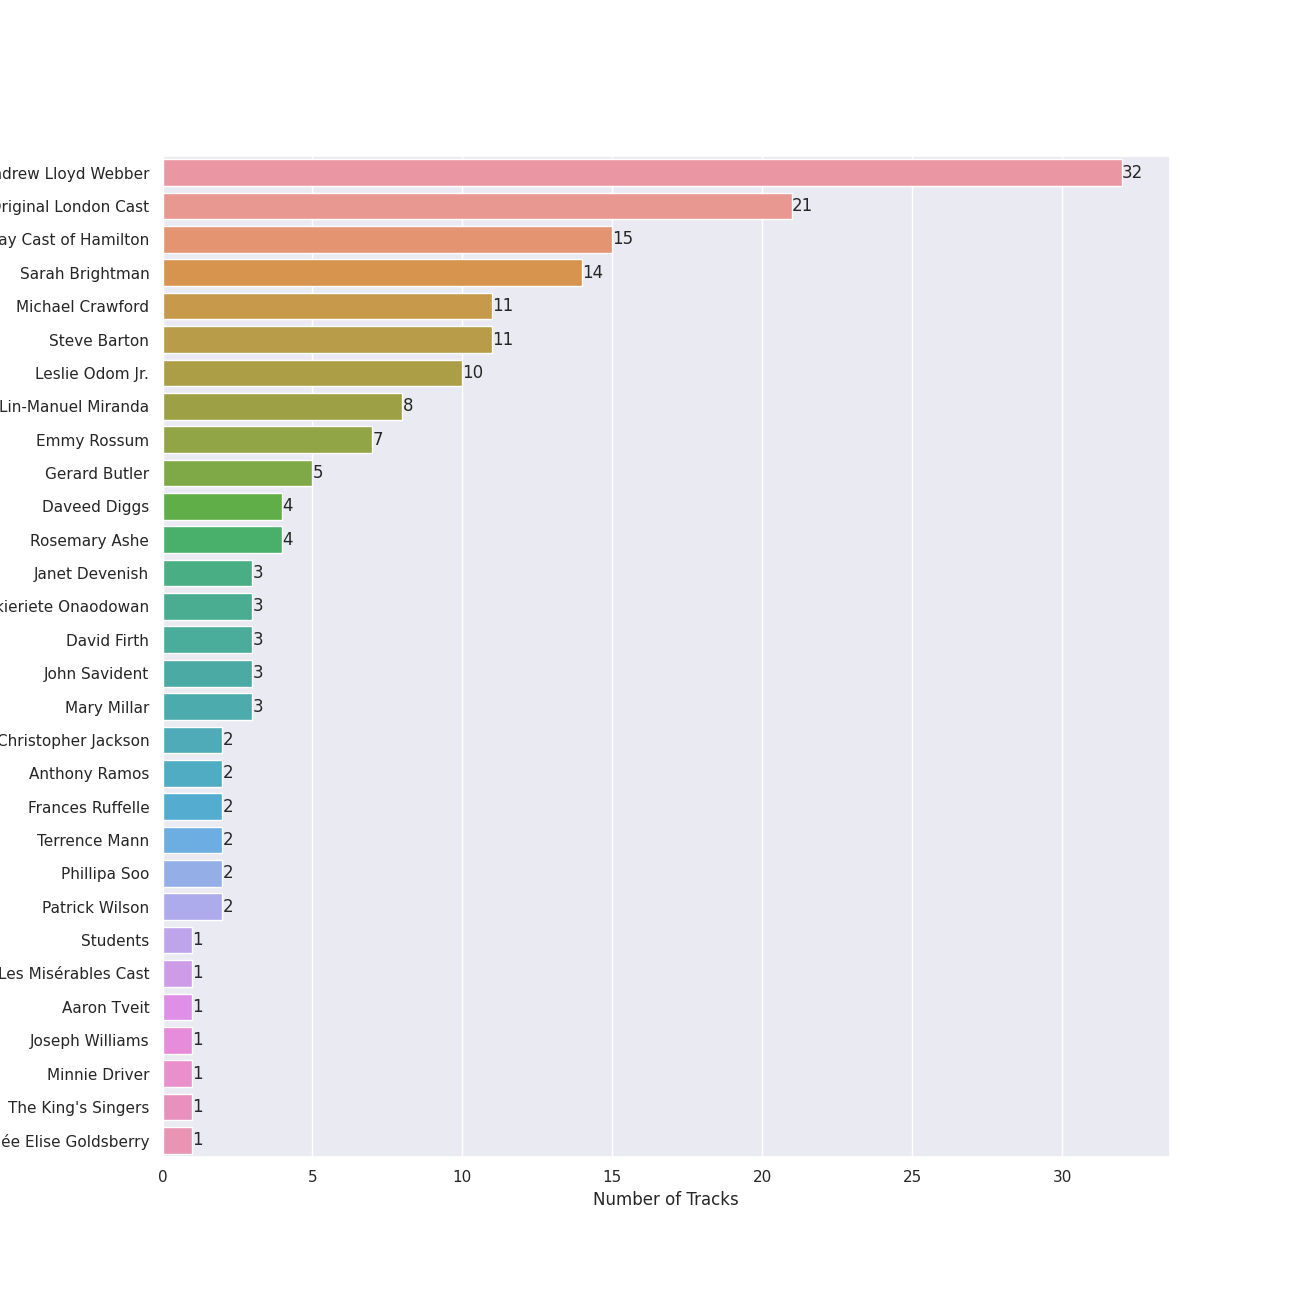 Lloyd Webber 32
London Cast 21
Cast of Hamilton 15
Sarah Brightman 14
Michael Crawford 11
Steve Barton 11
Leslie Odom Jr. 10
Lin-Manuel Miranda 8
Emmy Rossum 7
Gerard Butler 5
Daveed Diggs 4
Rosemary Ashe 4
Janet Devenish 3
Onaodowan 3
David Firth 3
John Savident 3
Mary Millar 3
Christopher Jackson 2
Anthony Ramos 2
Frances Ruffelle 2
Terrence Mann 2
Phillipa Soo 2
Patrick Wilson 2
Students 1
Les Misérables Cast 1
Aaron Tveit 1
Joseph Williams 1
Minnie Driver 1
The King's Singers 1
Elise Goldsberry 1
0 5 10 15 20 25 30
Number of Tracks